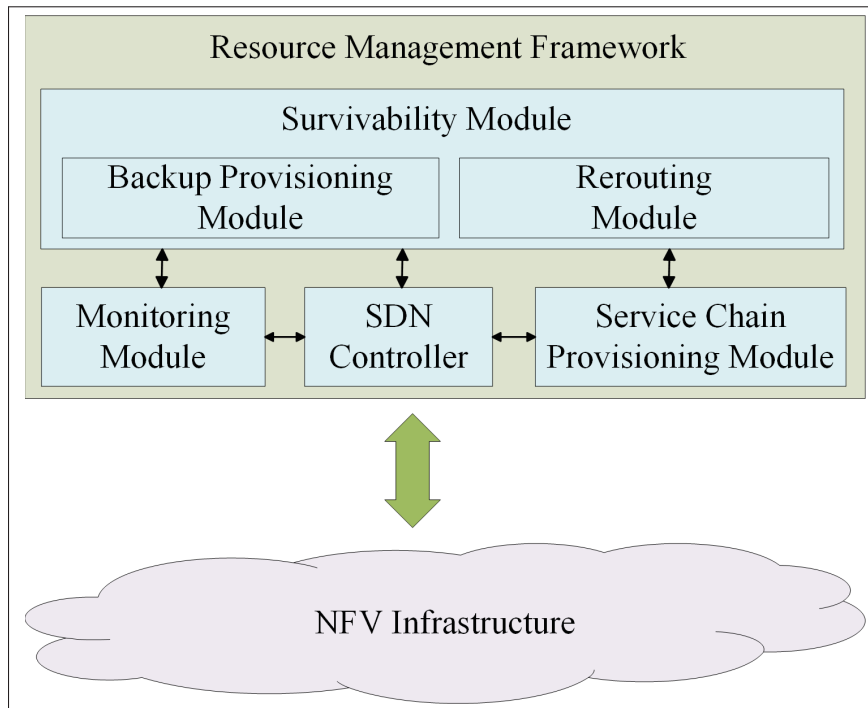 Resource Management Framework
Survivability Module
Backup Provisioning
Module
Rerouting
Module
Monitoring
Module
SDN
Controller
Service Chain
Provisioning Module
NFV Infrastructure